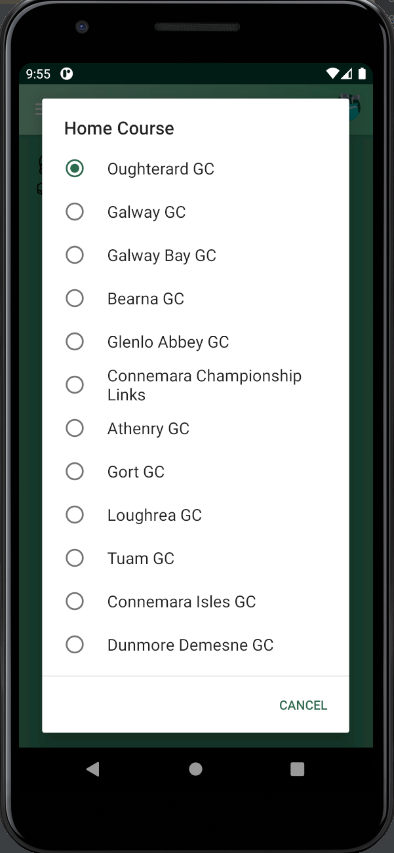 9:55
Home Course
Oughterard GC
Galway GC
Galway Bay GC
Bearna GC
Glenlo Abbey GC
Connemara Championship
Links
Athenry GC
Gort GC
Loughrea GC
Tuam GC
Connemara Isles GC
Dunmore Demesne GC
CANCEL